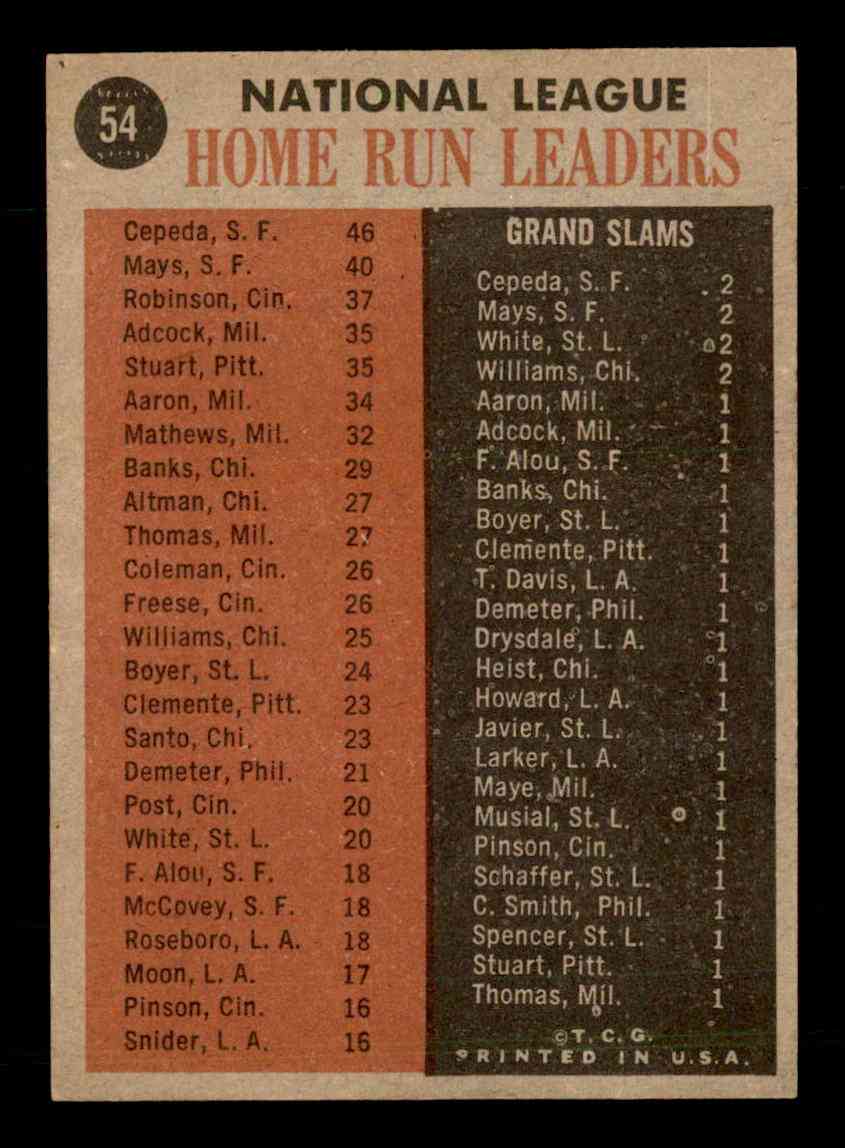 54
NATIONAL LEAGUE
HOME RUN LEADERS
Cepeda, S. F. 46
Mays, S. F. 40
Robinson, Cin. 37
Adcock, Mil. 35
Stuart, Pitt. 35
Aaron, Mil. 34
Mathews, Mil. 32
Banks, Chi. 29
Altman, Chi. 27
Thomas, Mil. 27
Coleman, Cin. 26
Freese, Cin. 26
Williams, Chi. 25
Boyer, St. L. 24
Clemente, Pitt. 23
Santo, Chi. 23
Demeter, Phil. 21
Post, Cin. 20
White, St. L. 20
F. Alou, S. F. 18
McCovey, S. F. 18
Roseboro, L. A. 18
Moon, L. A. 17
Pinson, Cin. 16
Snider, L. A. 16
GRAND SLAMS
Cepeda, S. F. 2
Mays, S. F. 2
White, St. L. 2
Williams, Chi. 2
Aaron, Mil. 1
Adcock, Mil. 1
F. Alou, S. F. 1
Banks, Chi. 1
Boyer, St. L. 1
Clemente, Pitt. 1
T. Davis, L. A. 1
Demeter, Phil. 1
Drysdale, L. A. 1
Heist, Chi. 1
Howard, L. A. 1
Javier, St. L. 1
Larker, L. A. 1
Maye, Mil. 1
Musial, St. L. 1
Pinson, Cin. 1
Schaffer, St. L. 1
C. Smith, Phil. 1
Spencer, St. L. 1
Stuart, Pitt. 1
Thomas, Mil. 1
©T. C. G.
PRINTED IN U.S.A.